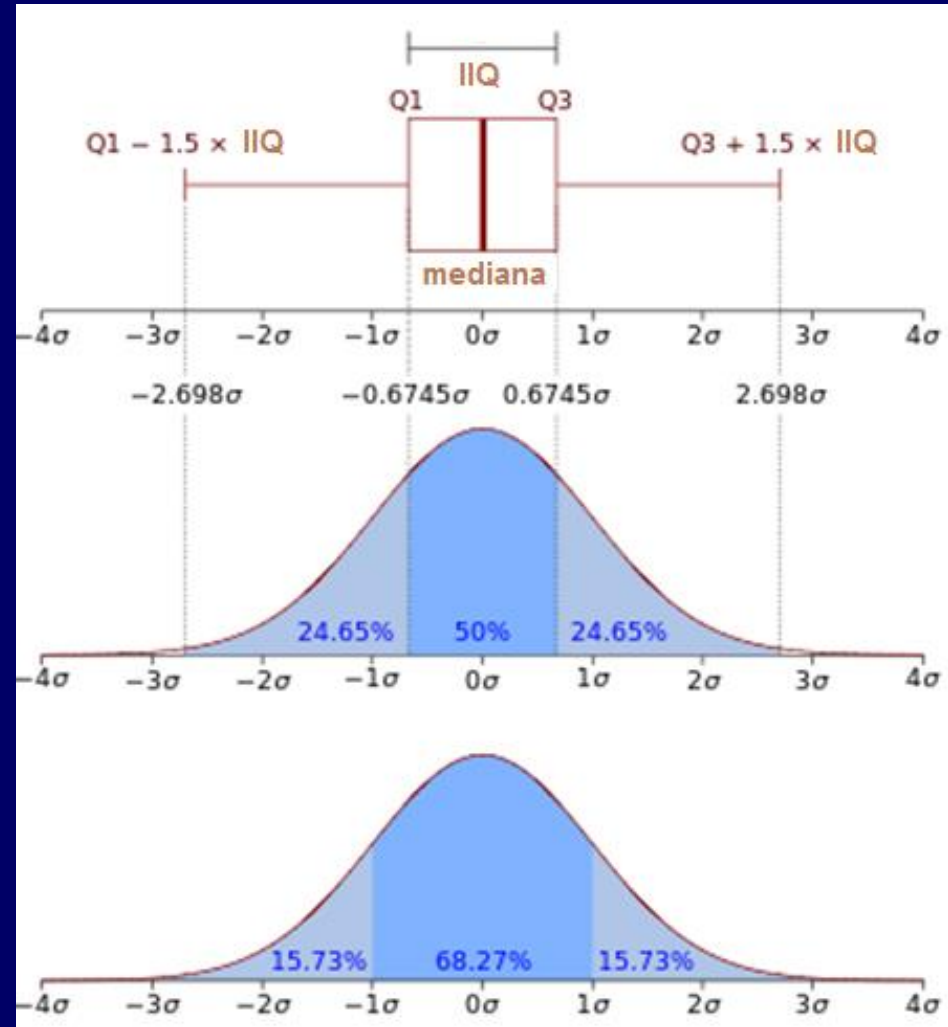 IIQ
Q1 Q3
Q1 − 1.5 × IIQ Q3 + 1.5 × IIQ
mediana
−4σ −3σ −2σ −1σ 0σ 1σ 2σ 3σ 4σ
−2.698σ −0.6745σ 0.6745σ 2.698σ
24.65% 50% 24.65%
−4σ −3σ −2σ −1σ 0σ 1σ 2σ 3σ 4σ
15.73% 68.27% 15.73%
−4σ −3σ −2σ −1σ 0σ 1σ 2σ 3σ 4σ